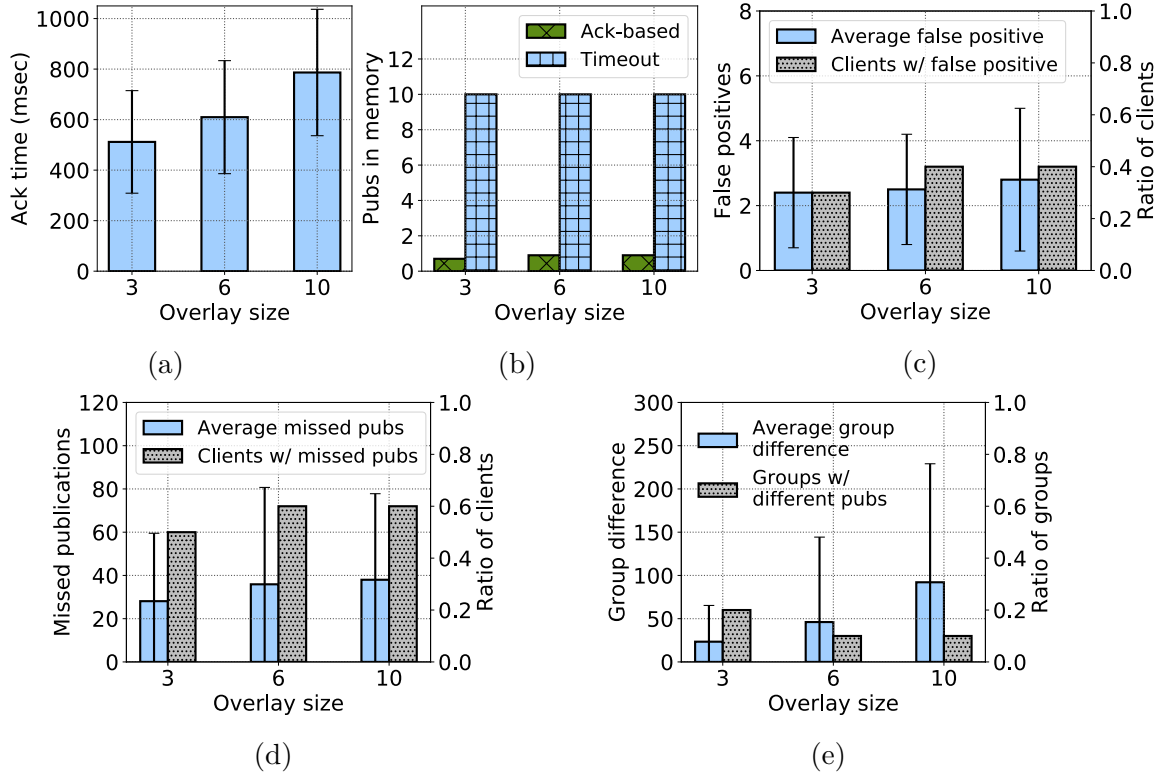 1000
800
600
400
200
0
Ack time (msec)
3 6 10
Overlay size
(a)
10
8
6
4
2
0
Pubs in memory
Ack-based
Timeout
3 6 10
Overlay size
(b)
8
6
4
2
0
False positives
Average false positive
Clients w/ false positive
1.0
0.8
0.6
0.4
0.2
0.0
Ratio of clients
3 6 10
Overlay size
(c)
120
100
80
60
40
20
0
Missed publications
Average missed pubs
Clients w/ missed pubs
1.0
0.8
0.6
0.4
0.2
0.0
Ratio of clients
3 6 10
Overlay size
(d)
300
250
200
150
100
50
0
Group difference
Average group
difference
Groups w/
different pubs
1.0
0.8
0.6
0.4
0.2
0.0
Ratio of groups
3 6 10
Overlay size
(e)